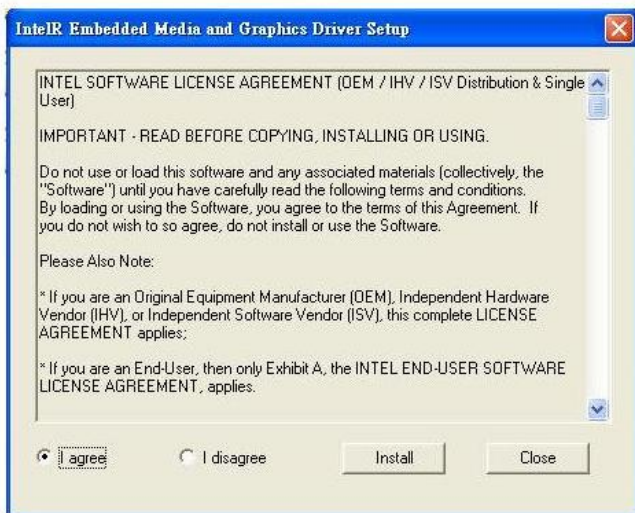 IntelR Embedded Media and Graphics Driver Setup
INTEL SOFTWARE LICENSE AGREEMENT (OEM / IHV / ISV Distribution & Single
User)
IMPORTANT - READ BEFORE COPYING, INSTALLING OR USING.
Do not use or load this software and any associated materials (collectively, the
"Software") until you have carefully read the following terms and conditions.
By loading or using the Software, you agree to the terms of this Agreement. If
you do not wish to so agree, do not install or use the Software.
Please Also Note:
* If you are an Original Equipment Manufacturer (OEM), Independent Hardware
Vendor (IHV), or Independent Software Vendor (ISV), this complete LICENSE
AGREEMENT applies;
* If you are an End-User, then only Exhibit A, the INTEL END-USER SOFTWARE
LICENSE AGREEMENT, applies.
I agree
I disagree
Install
Close